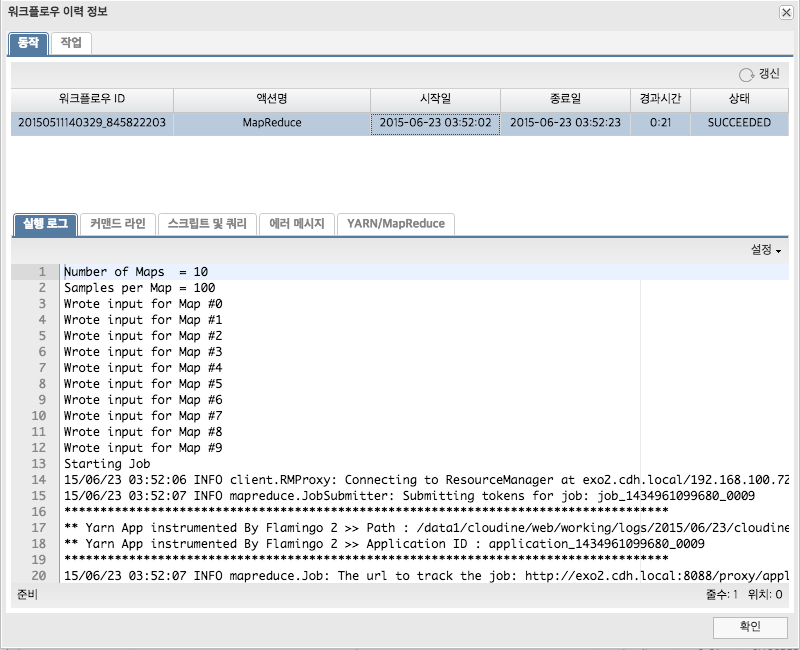 워크플로우 이력 정보
동작 작업
갱신
워크플로우 ID 액션명 시작일 종료일 경과시간 상태
20150511140329_845822203 MapReduce 2015-06-23 03:52:02 2015-06-23 03:52:23 0:21 SUCCEEDED
실행 로그 커맨드 라인 스크립트 및 쿼리 에러 메시지 YARN/MapReduce
설정
1 Number of Maps  = 10
2 Samples per Map = 100
3 Wrote input for Map #0
4 Wrote input for Map #1
5 Wrote input for Map #2
6 Wrote input for Map #3
7 Wrote input for Map #4
8 Wrote input for Map #5
9 Wrote input for Map #6
10 Wrote input for Map #7
11 Wrote input for Map #8
12 Wrote input for Map #9
13 Starting Job
14 15/06/23 03:52:06 INFO client.RMProxy: Connecting to ResourceManager at exo2.cdh.local/192.168.100.72
15 15/06/23 03:52:07 INFO mapreduce.JobSubmitter: Submitting tokens for job: job_1434961099680_0009
16 ************************************************************************************
17 ** Yarn App instrumented By Flamingo 2 >> Path : /data1/cloudine/web/working/logs/2015/06/23/cloudine
18 ** Yarn App instrumented By Flamingo 2 >> Application ID : application_1434961099680_0009
19 ************************************************************************************
20 15/06/23 03:52:07 INFO mapreduce.Job: The url to track the job: http://exo2.cdh.local:8088/proxy/appl
준비 줄수: 1 위치: 0
확인